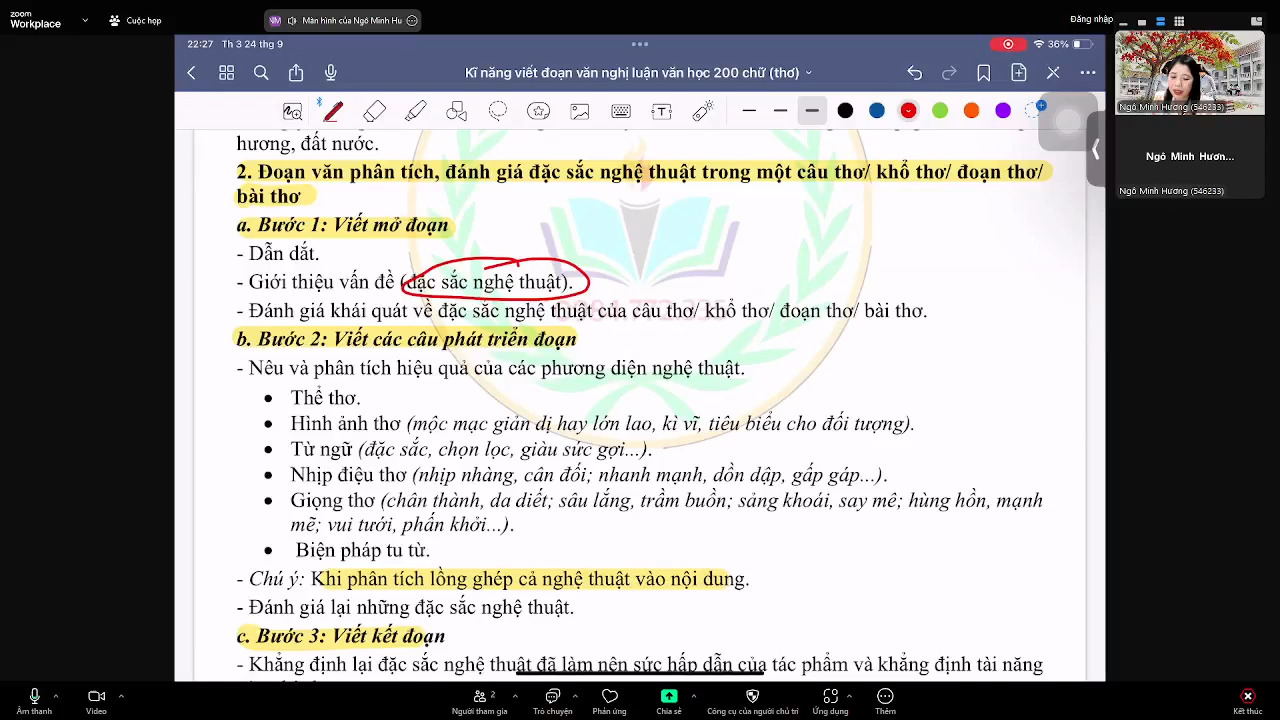 zoom
Workplace
Cuộc họp
VM Màn hình của Ngô Minh Hu
Đăng nhập
22:27 Th 3 24 thg 9
36%
Kĩ năng viết đoạn văn nghị luận văn học 200 chữ (thơ)
Ngô Minh Hương (546233)
Ngô Minh Hươn...
Ngô Minh Hương (546233)
hương, đất nước.
2. Đoạn văn phân tích, đánh giá đặc sắc nghệ thuật trong một câu thơ/ khổ thơ/ đoạn thơ/
bài thơ
a. Bước 1: Viết mở đoạn
- Dẫn dắt.
- Giới thiệu vấn đề (đặc sắc nghệ thuật).
- Đánh giá khái quát về đặc sắc nghệ thuật của câu thơ/ khổ thơ/ đoạn thơ/ bài thơ.
b. Bước 2: Viết các câu phát triển đoạn
- Nêu và phân tích hiệu quả của các phương diện nghệ thuật.
• Thể thơ.
• Hình ảnh thơ (mộc mạc giản dị hay lớn lao, kì vĩ, tiêu biểu cho đối tượng).
• Từ ngữ (đặc sắc, chọn lọc, giàu sức gợi...).
• Nhịp điệu thơ (nhịp nhàng, cân đối; nhanh mạnh, dồn dập, gấp gáp...).
• Giọng thơ (chân thành, da diết; sâu lắng, trầm buồn; sảng khoái, say mê; hùng hồn, mạnh
mẽ; vui tươi, phấn khởi...).
• Biện pháp tu từ.
- Chú ý: Khi phân tích lồng ghép cả nghệ thuật vào nội dung.
- Đánh giá lại những đặc sắc nghệ thuật.
c. Bước 3: Viết kết đoạn
- Khẳng định lại đặc sắc nghệ thuật đã làm nên sức hấp dẫn của tác phẩm và khẳng định tài năng
Âm thanh
Video
2
Người tham gia
Trò chuyện
Phản ứng
Chia sẻ
Công cụ của người chủ trì
Ứng dụng
Thêm
Kết thúc